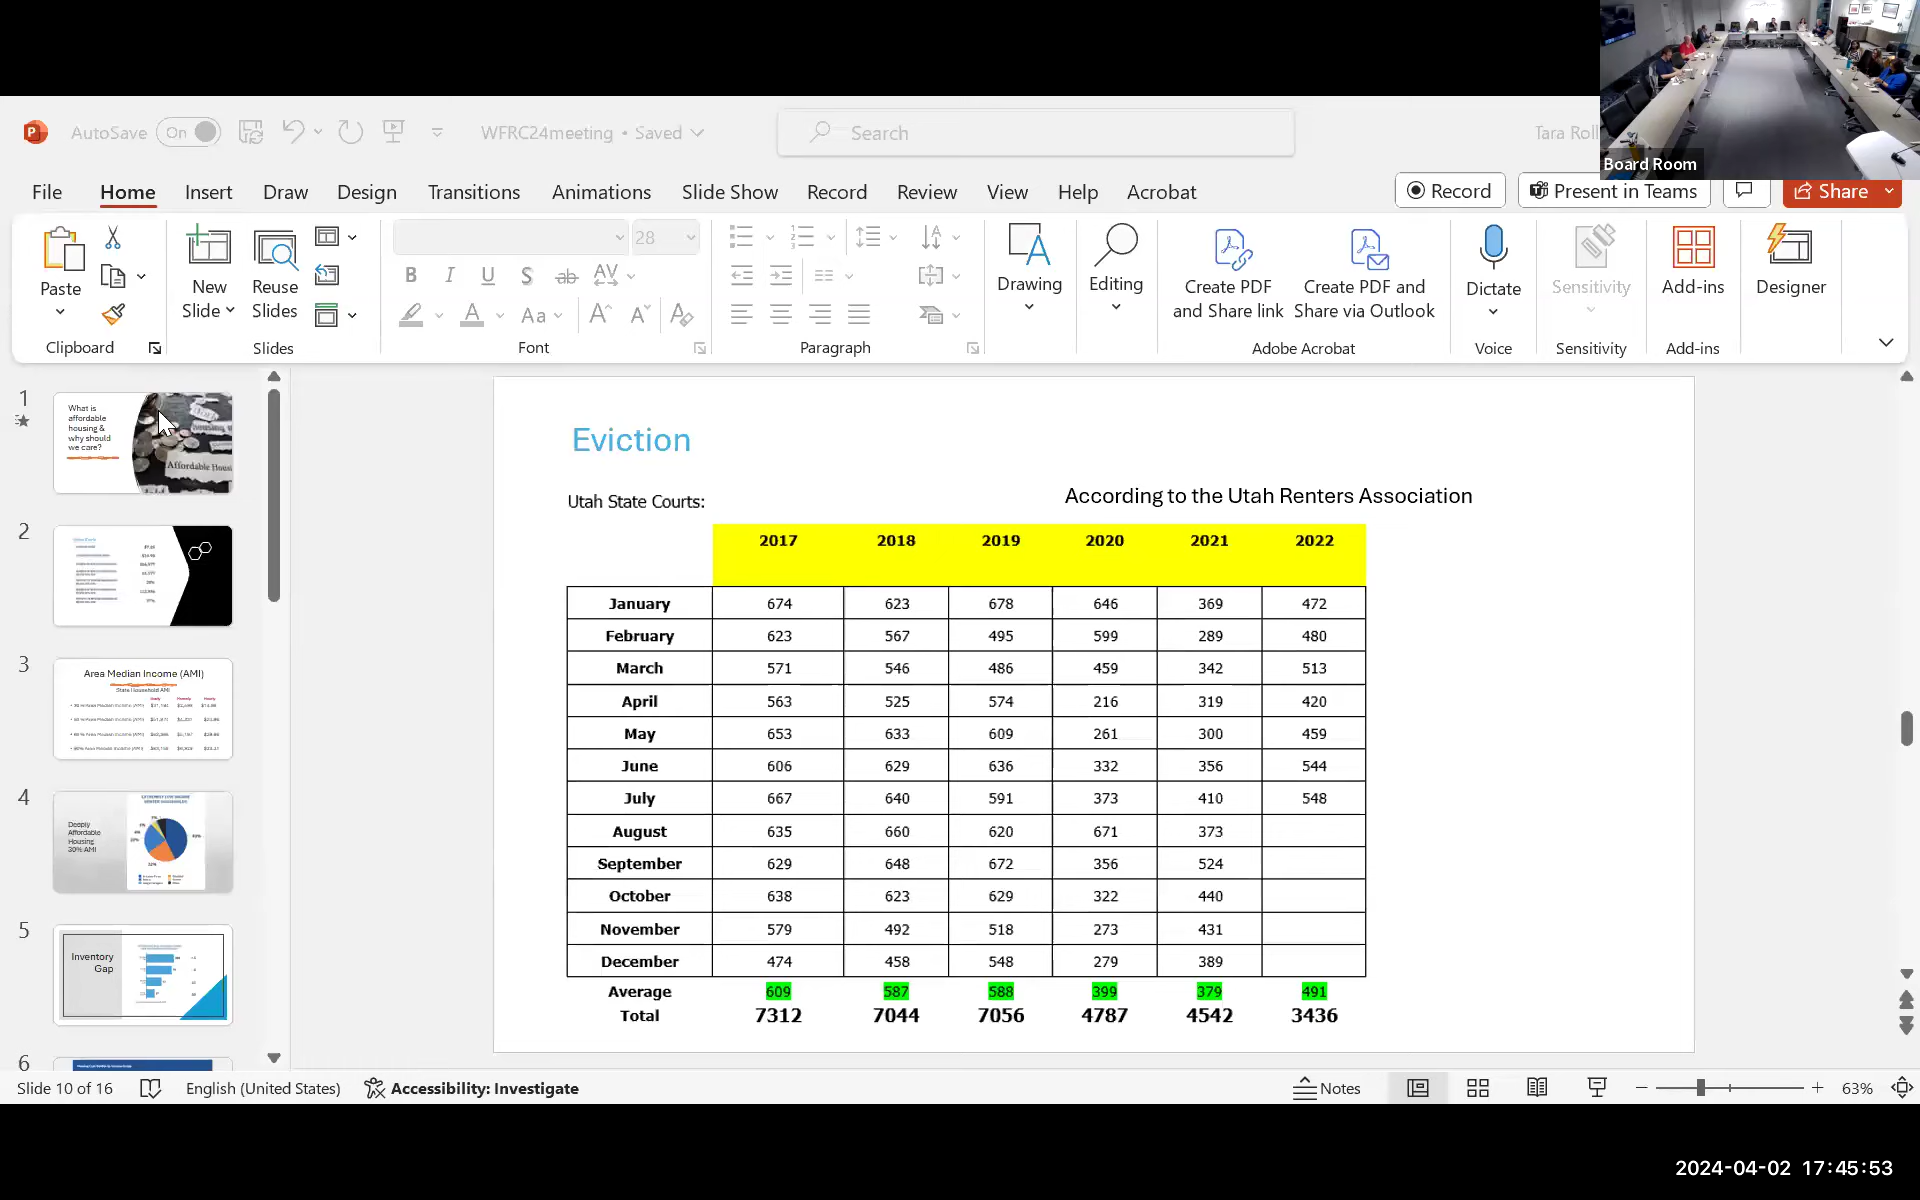 Board Room
AutoSave On WFRC24meeting • Saved Search Tara Roll
File Home Insert Draw Design Transitions Animations Slide Show Record Review View Help Acrobat Record Present in Teams Share
Paste New Slide Reuse Slides 28 Drawing Editing Create PDF and Share link Create PDF and Share via Outlook Dictate Sensitivity Add-ins Designer
Clipboard Slides Font Paragraph Adobe Acrobat Voice Sensitivity Add-ins
1
What is
affordable
housing &
why should
we care?
Affordable Housi
2
3
Area Median Income (AMI)
State Household AMI
4
Deeply
Affordable
Housing
30% AMI
5
Inventory
Gap
6
Eviction
Utah State Courts: According to the Utah Renters Association
2017 2018 2019 2020 2021 2022
January 674 623 678 646 369 472
February 623 567 495 599 289 480
March 571 546 486 459 342 513
April 563 525 574 216 319 420
May 653 633 609 261 300 459
June 606 629 636 332 356 544
July 667 640 591 373 410 548
August 635 660 620 671 373
September 629 648 672 356 524
October 638 623 629 322 440
November 579 492 518 273 431
December 474 458 548 279 389
Average 609 587 588 399 379 491
Total 7312 7044 7056 4787 4542 3436
Slide 10 of 16 English (United States) Accessibility: Investigate Notes 63%
2024-04-02 17:45:53